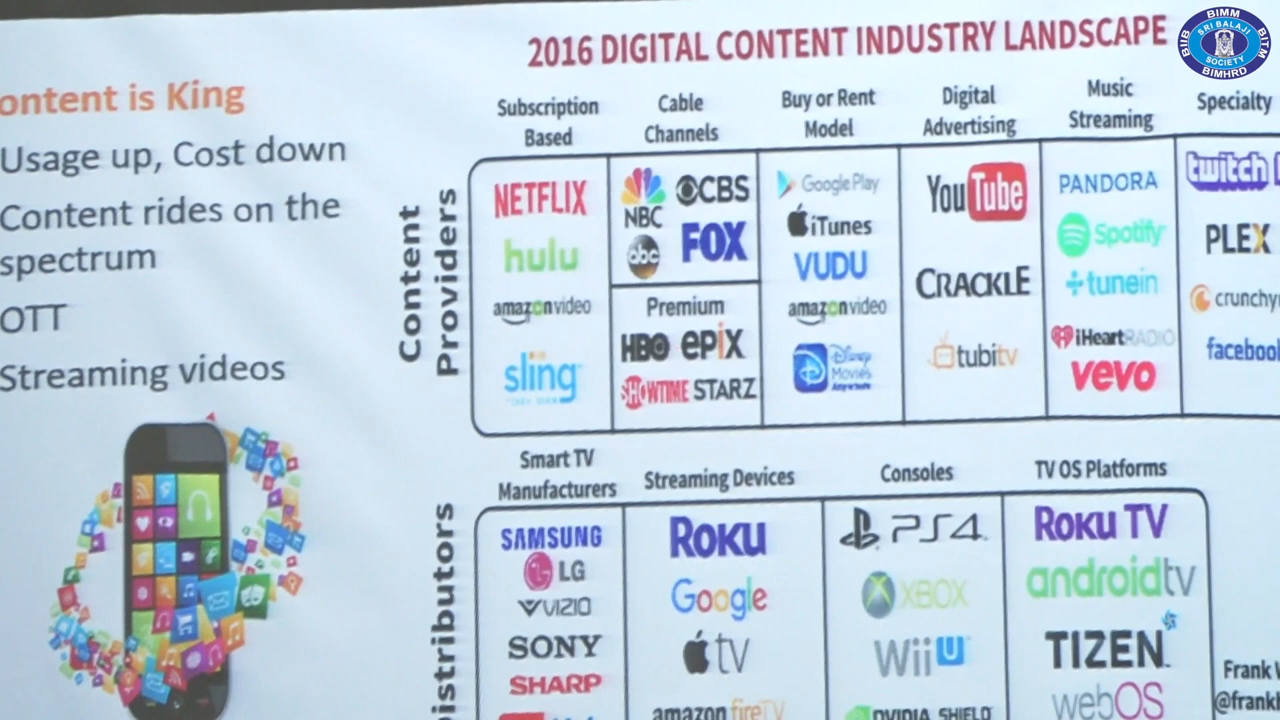 2016 DIGITAL CONTENT INDUSTRY LANDSCAPE
BIMM
BIIB
SRI BALAJI
SOCIETY
BITM
BIMHRD
ontent is King
Usage up, Cost down
Content rides on the
spectrum
OTT
Streaming videos
Content
Providers
Subscription
Based
NETFLIX
hulu
amazon video
sling
Cable
Channels
NBC
CBS
abc
FOX
Premium
HBO epix
SHOWTIME STARZ
Buy or Rent
Model
Google Play
iTunes
VUDU
amazon video
Disney
Movies
Anywhere
Digital
Advertising
YouTube
CRACKLE
tubitv
Music
Streaming
PANDORA
Spotify
tunein
iHeartRADIO
vevo
Specialty
twitch
PLEX
crunchyr
facebook
istributors
Smart TV
Manufacturers
SAMSUNG
LG
VIZIO
SONY
SHARP
Streaming Devices
Roku
Google
tv
amazon fireTV
Consoles
PS4
XBOX
Wii U
NVIDIA SHIELD
TV OS Platforms
Roku TV
androidtv
TIZEN
webOS
Frank
@frank